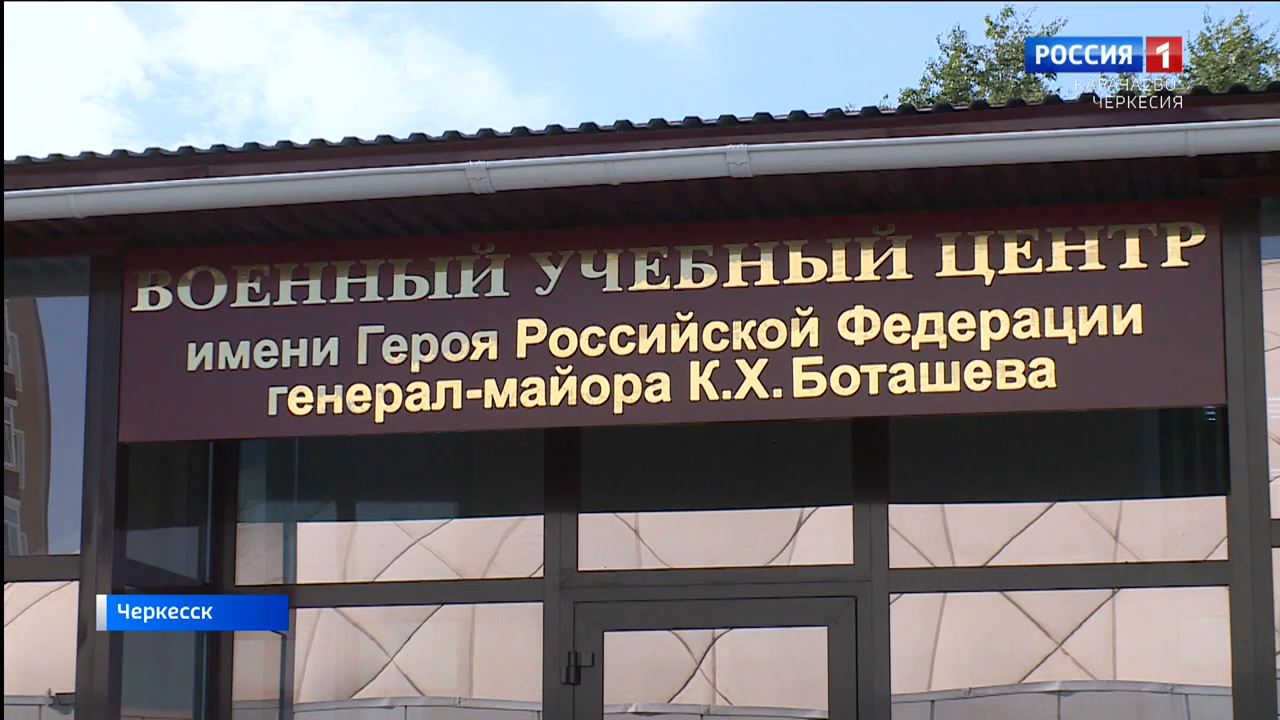 РОССИЯ 1
КАРАЧАЕВО
ЧЕРКЕСИЯ
ВОЕННЫЙ УЧЕБНЫЙ ЦЕНТР
имени Героя Российской Федерации
генерал-майора К.Х. Боташева
Черкесск